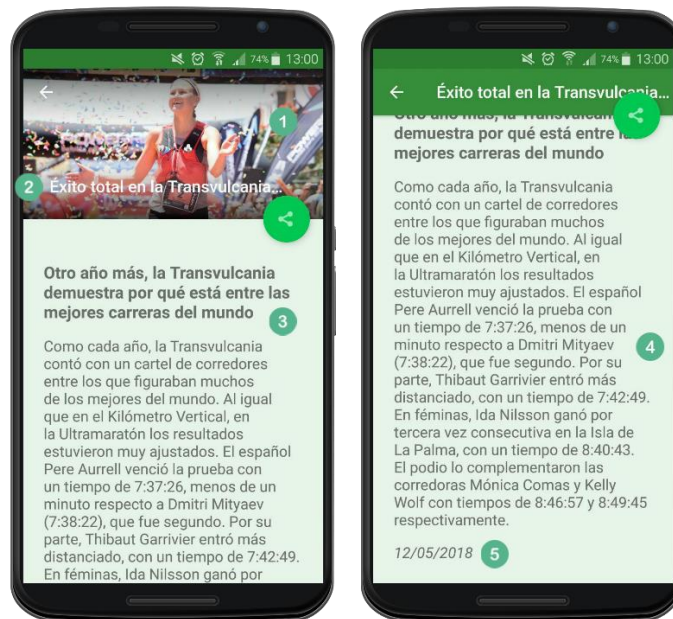 74% 13:00
1
2 Éxito total en la Transvulcania...
Otro año más, la Transvulcania
demuestra por qué está entre las
mejores carreras del mundo
3
Como cada año, la Transvulcania
contó con un cartel de corredores
entre los que figuraban muchos
de los mejores del mundo. Al igual
que en el Kilómetro Vertical, en
la Ultramaratón los resultados
estuvieron muy ajustados. El español
Pere Aurrell venció la prueba con
un tiempo de 7:37:26, menos de un
minuto respecto a Dmitri Mityaev
(7:38:22), que fue segundo. Por su
parte, Thibaut Garrivier entró más
distanciado, con un tiempo de 7:42:49.
En féminas, Ida Nilsson ganó por
74% 13:00
Éxito total en la Transvulcania...
Otro año más, la Transvulcania
demuestra por qué está entre las
mejores carreras del mundo
Como cada año, la Transvulcania
contó con un cartel de corredores
entre los que figuraban muchos
de los mejores del mundo. Al igual
que en el Kilómetro Vertical, en
la Ultramaratón los resultados
estuvieron muy ajustados. El español
Pere Aurrell venció la prueba con
un tiempo de 7:37:26, menos de un
minuto respecto a Dmitri Mityaev
4
(7:38:22), que fue segundo. Por su
parte, Thibaut Garrivier entró más
distanciado, con un tiempo de 7:42:49.
En féminas, Ida Nilsson ganó por
tercera vez consecutiva en la Isla de
La Palma, con un tiempo de 8:40:43.
El podio lo complementaron las
corredoras Mónica Comas y Kelly
Wolf con tiempos de 8:46:57 y 8:49:45
respectivamente.
12/05/2018 5